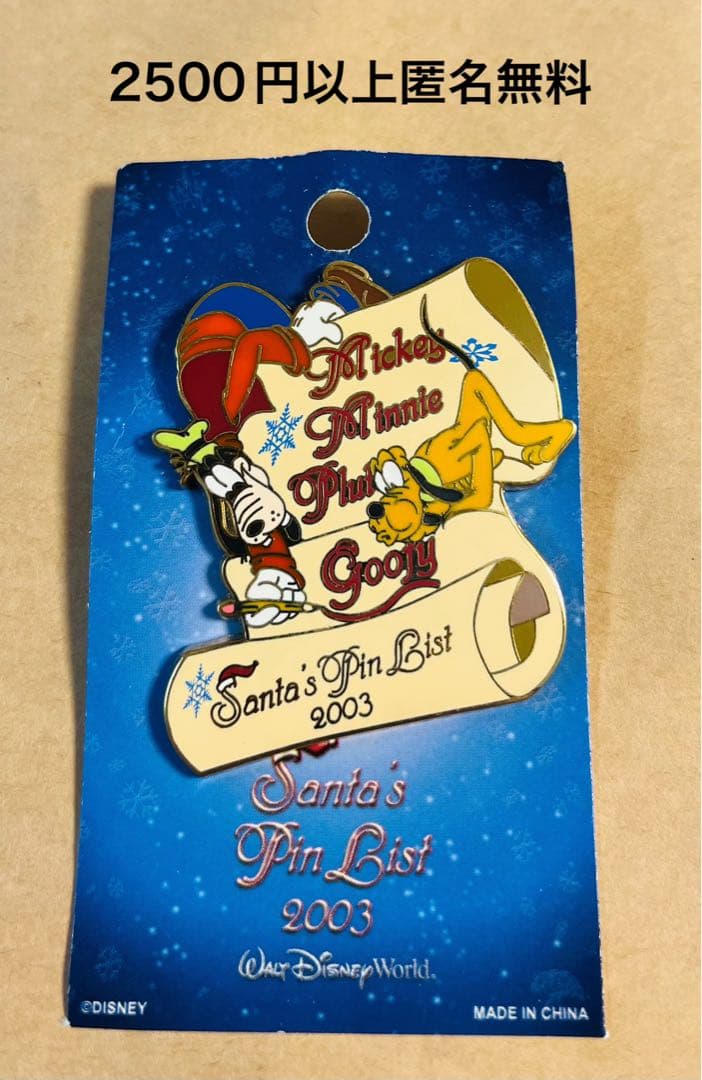 2500円以上匿名無料
Mickey
Minnie
Goofy
Santa's Pin List
2003
Santa's
Pin List
2003
WALT DISNEY World.
©DISNEY
MADE IN CHINA